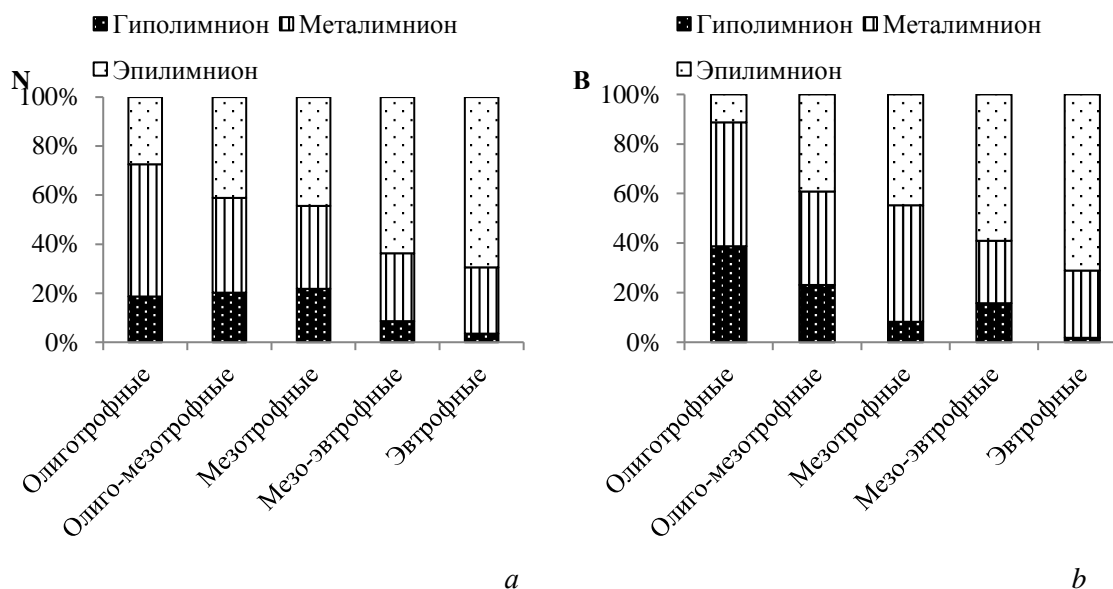 Гиполимнион Металимнион
Эпилимнион
N
100%
80%
60%
40%
20%
0%
Олиготрофные
Олиго-мезотрофные
Мезотрофные
Мезо-эвтрофные
Эвтрофные
a
Гиполимнион Металимнион
Эпилимнион
B
100%
80%
60%
40%
20%
0%
Олиготрофные
Олиго-мезотрофные
Мезотрофные
Мезо-эвтрофные
Эвтрофные
b